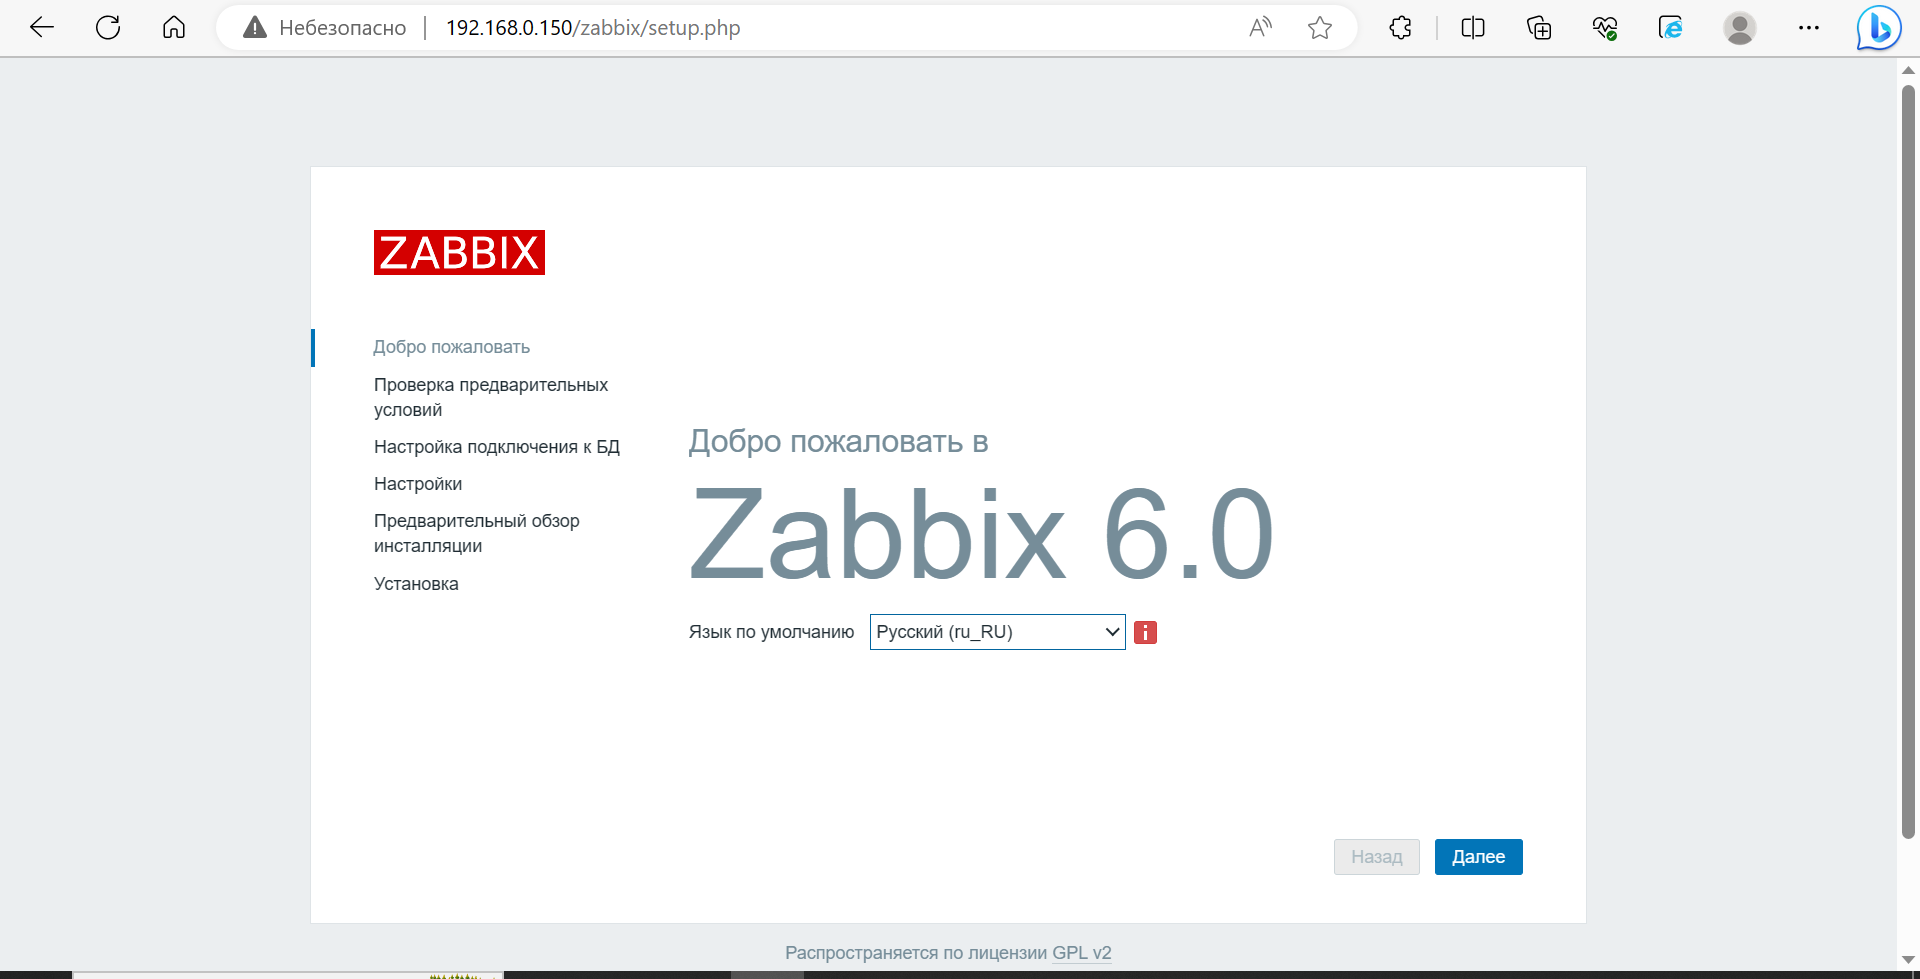 Небезопасно
192.168.0.150/zabbix/setup.php
ZABBIX
Добро пожаловать
Проверка предварительных
условий
Настройка подключения к БД
Настройки
Предварительный обзор
инсталляции
Установка
Добро пожаловать в
Zabbix 6.0
Язык по умолчанию
Русский (ru_RU)
Назад
Далее
Распространяется по лицензии GPL v2